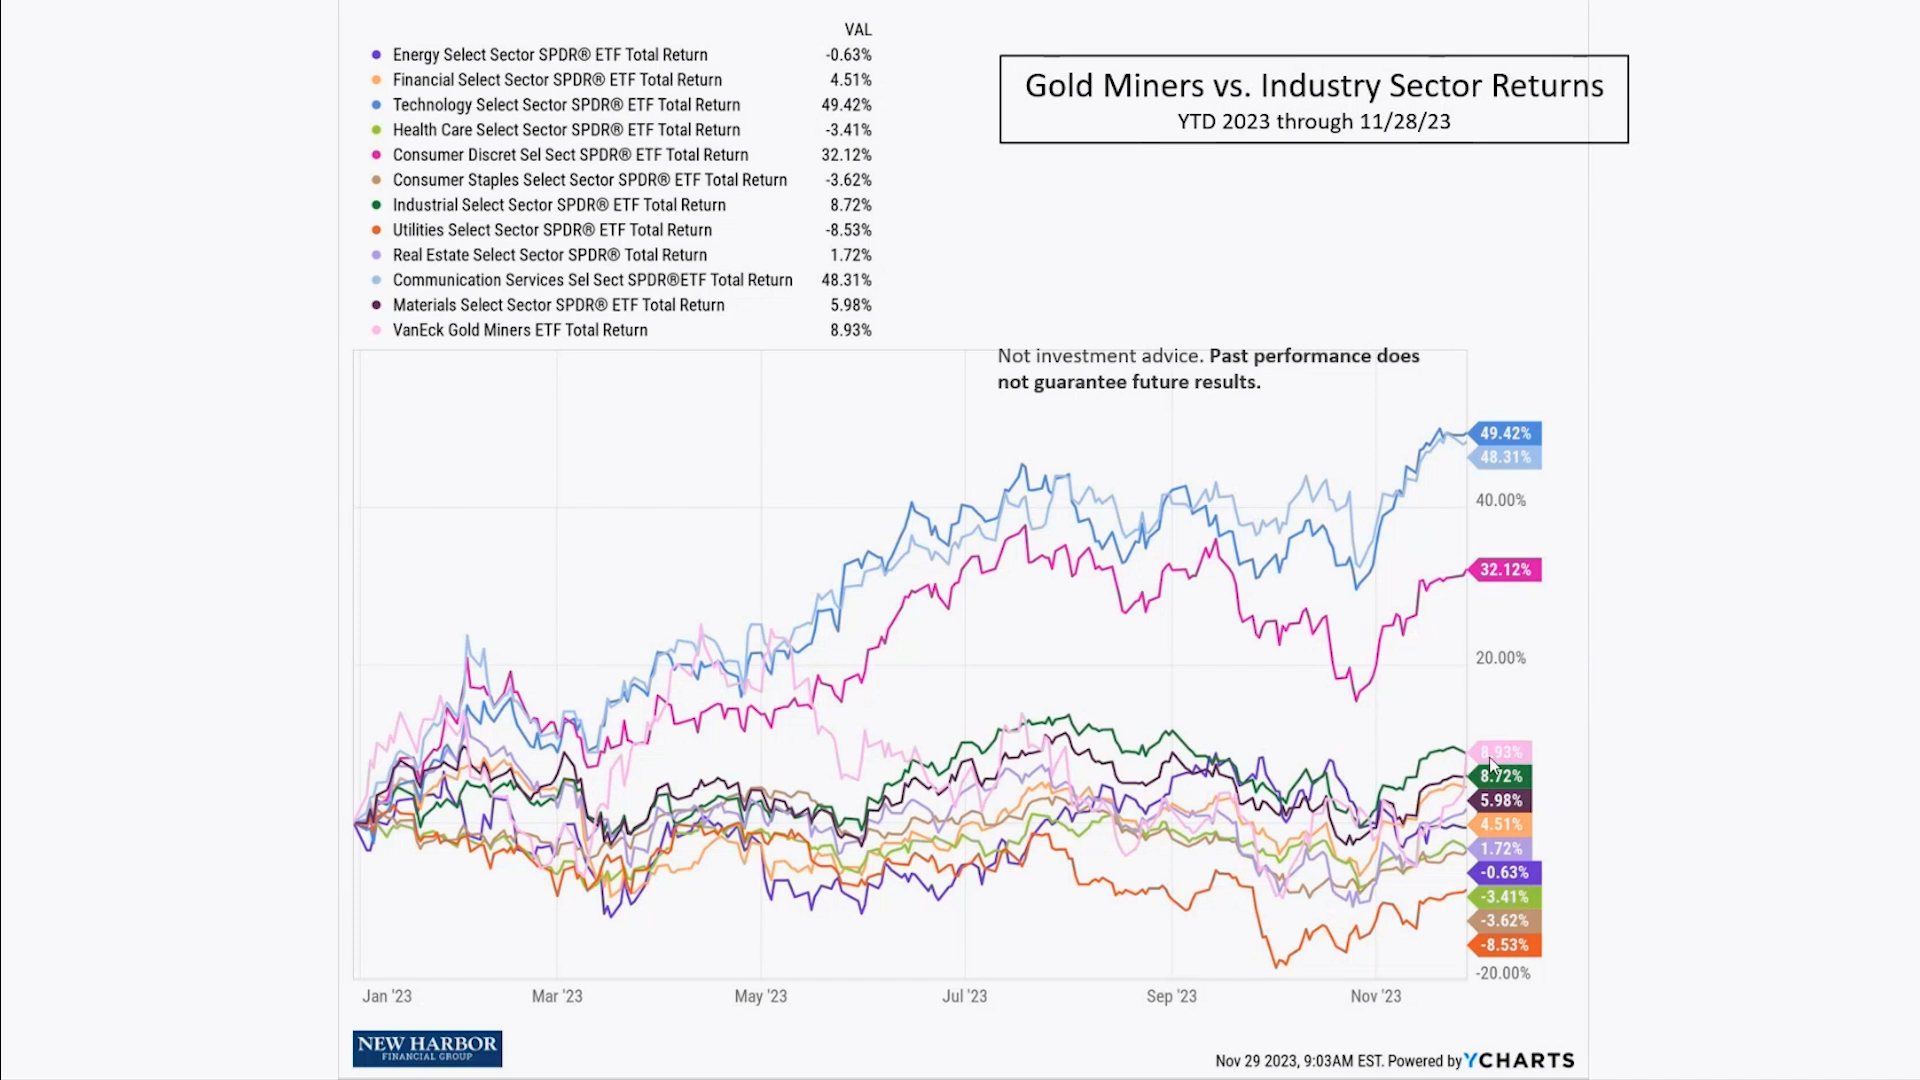 VAL
Energy Select Sector SPDR® ETF Total Return -0.63%
Financial Select Sector SPDR® ETF Total Return 4.51%
Technology Select Sector SPDR® ETF Total Return 49.42%
Health Care Select Sector SPDR® ETF Total Return -3.41%
Consumer Discret Sel Sect SPDR® ETF Total Return 32.12%
Consumer Staples Select Sector SPDR® ETF Total Return -3.62%
Industrial Select Sector SPDR® ETF Total Return 8.72%
Utilities Select Sector SPDR® ETF Total Return -8.53%
Real Estate Select Sector SPDR® Total Return 1.72%
Communication Services Sel Sect SPDR®ETF Total Return 48.31%
Materials Select Sector SPDR® ETF Total Return 5.98%
VanEck Gold Miners ETF Total Return 8.93%
Gold Miners vs. Industry Sector Returns
YTD 2023 through 11/28/23
Not investment advice. Past performance does
not guarantee future results.
49.42%
48.31%
40.00%
32.12%
20.00%
8.93%
8.72%
5.98%
4.51%
1.72%
-0.63%
-3.41%
-3.62%
-8.53%
-20.00%
Jan '23 Mar '23 May '23 Jul '23 Sep '23 Nov '23
NEW HARBOR
FINANCIAL GROUP
Nov 29 2023, 9:03AM EST. Powered by YCHARTS